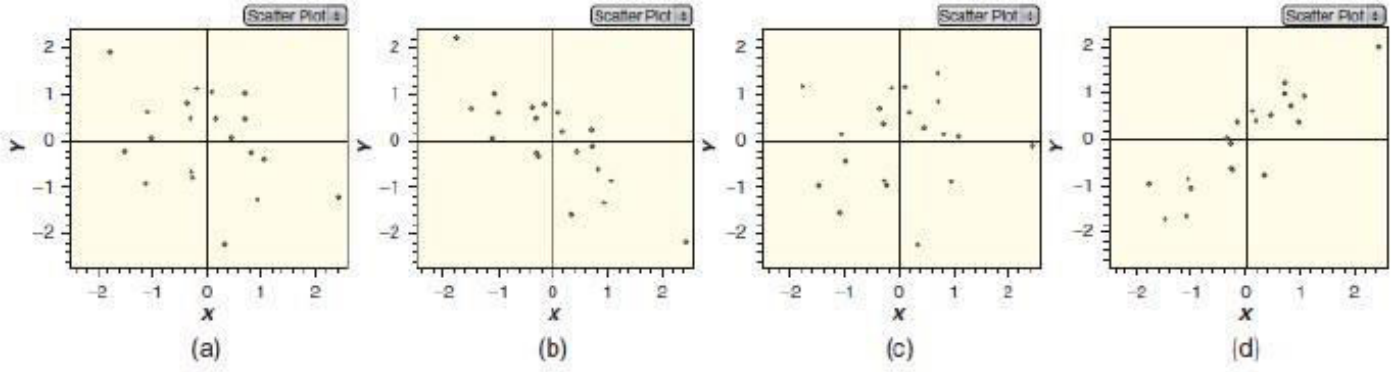 Scatter Plot Scatter Plot Scatter Plot Scatter Plot
2 2 2 2
1 1 1 1
Y 0 Y 0 Y 0 Y 0
−1 −1 −1 −1
−2 −2 −2 −2
−2 −1 0 1 2 −2 −1 0 1 2 −2 −1 0 1 2 −2 −1 0 1 2
X X X X
(a) (b) (c) (d)